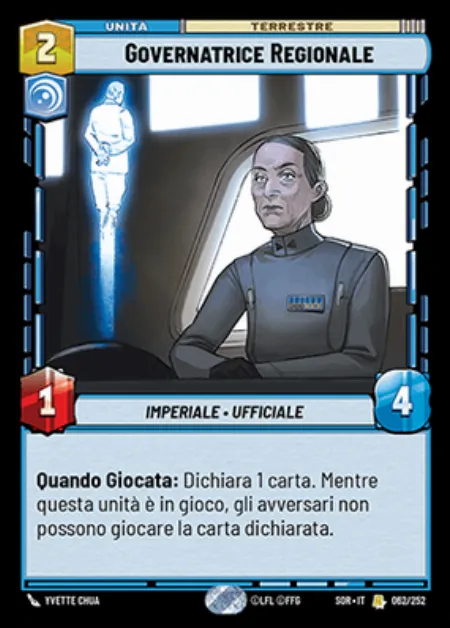 UNITÀ
TERRESTRE
2
GOVERNATRICE REGIONALE
1
IMPERIALE • UFFICIALE
4
Quando Giocata: Dichiara 1 carta. Mentre
questa unità è in gioco, gli avversari non
possono giocare la carta dichiarata.
YVETTE CHUA
©LFL ©FFG
SOR • IT
062/252